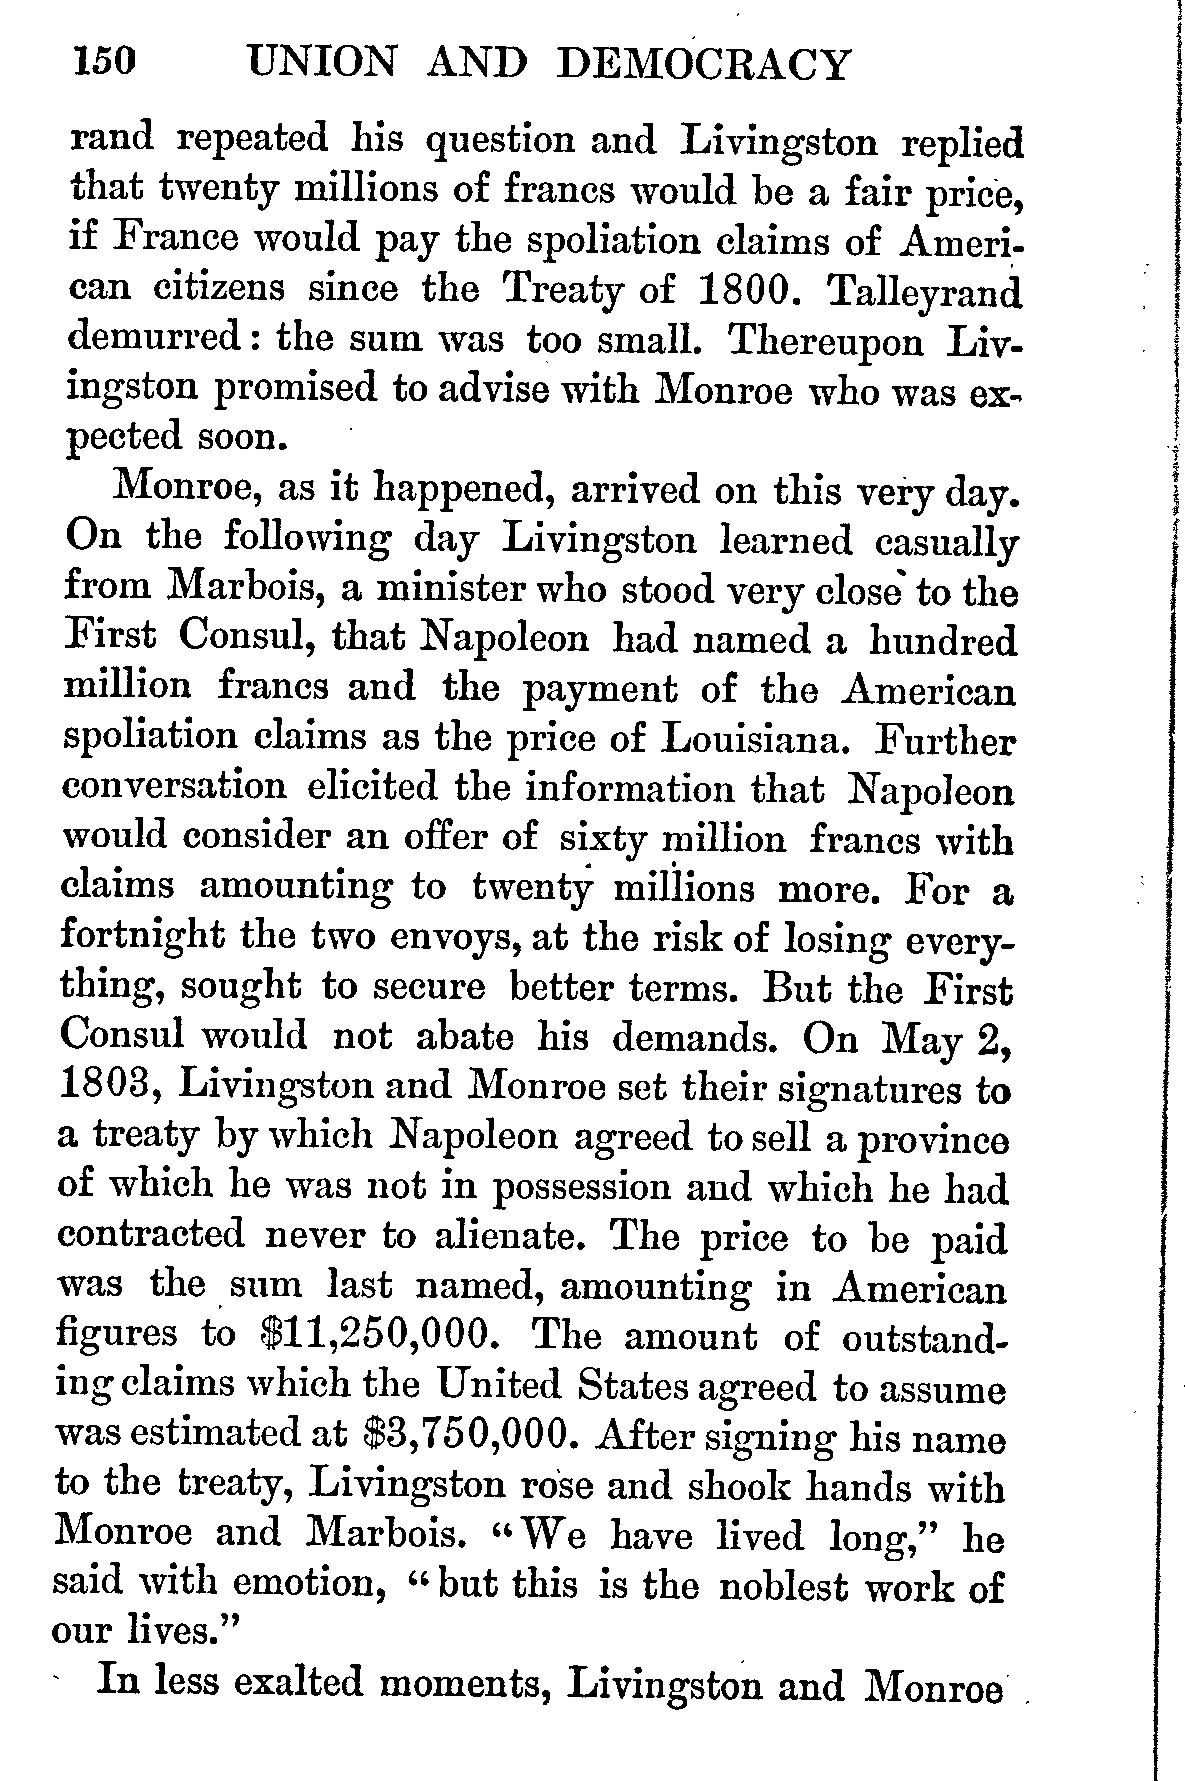 150 UNION AND DEMOCRACY
rand repeated his question and Livingston replied
that twenty millions of francs would be a fair price,
if France would pay the spoliation claims of Ameri-
can citizens since the Treaty of 1800. Talleyrand
demurred: the sum was too small. Thereupon Liv-
ingston promised to advise with Monroe who was ex-
pected soon.
Monroe, as it happened, arrived on this very day.
On the following day Livingston learned casually
from Marbois, a minister who stood very close to the
First Consul, that Napoleon had named a hundred
million francs and the payment of the American
spoliation claims as the price of Louisiana. Further
conversation elicited the information that Napoleon
would consider an offer of sixty million francs with
claims amounting to twenty millions more. For a
fortnight the two envoys, at the risk of losing every-
thing, sought to secure better terms. But the First
Consul would not abate his demands. On May 2,
1803, Livingston and Monroe set their signatures to
a treaty by which Napoleon agreed to sell a province
of which he was not in possession and which he had
contracted never to alienate. The price to be paid
was the sum last named, amounting in American
figures to $11,250,000. The amount of outstand-
ing claims which the United States agreed to assume
was estimated at $3,750,000. After signing his name
to the treaty, Livingston rose and shook hands with
Monroe and Marbois. "We have lived long," he
said with emotion, "but this is the noblest work of
our lives."
In less exalted moments, Livingston and Monroe